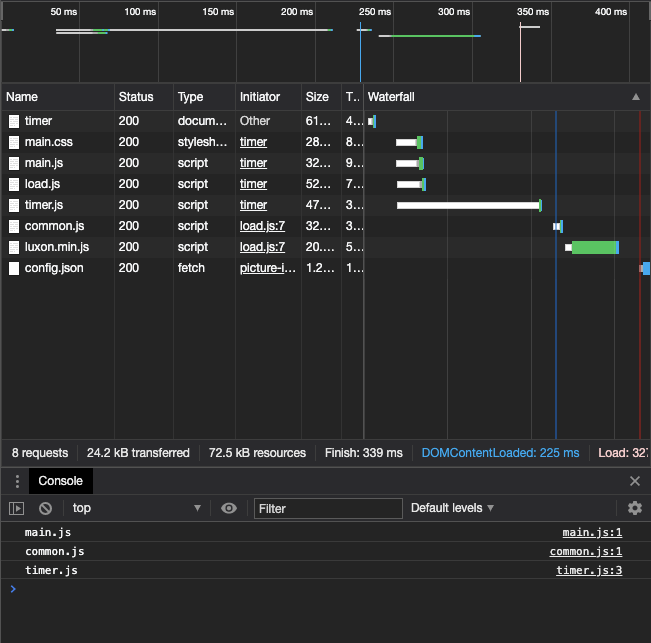 50 ms 100 ms 150 ms 200 ms 250 ms 300 ms 350 ms 400 ms
Name Status Type Initiator Size T.. Waterfall ▲
timer 200 docum... Other 61... 4...
main.css 200 stylesh... timer 28... 8...
main.js 200 script timer 32... 9...
load.js 200 script timer 52... 7...
timer.js 200 script timer 47... 3...
common.js 200 script load.js:7 32... 3...
luxon.min.js 200 script load.js:7 20.... 5...
config.json 200 fetch picture-i... 1.2... 1...
8 requests 24.2 kB transferred 72.5 kB resources Finish: 339 ms DOMContentLoaded: 225 ms Load: 327
Console
top ▼ Filter Default levels ▼
main.js main.js:1
common.js common.js:1
timer.js timer.js:3
>